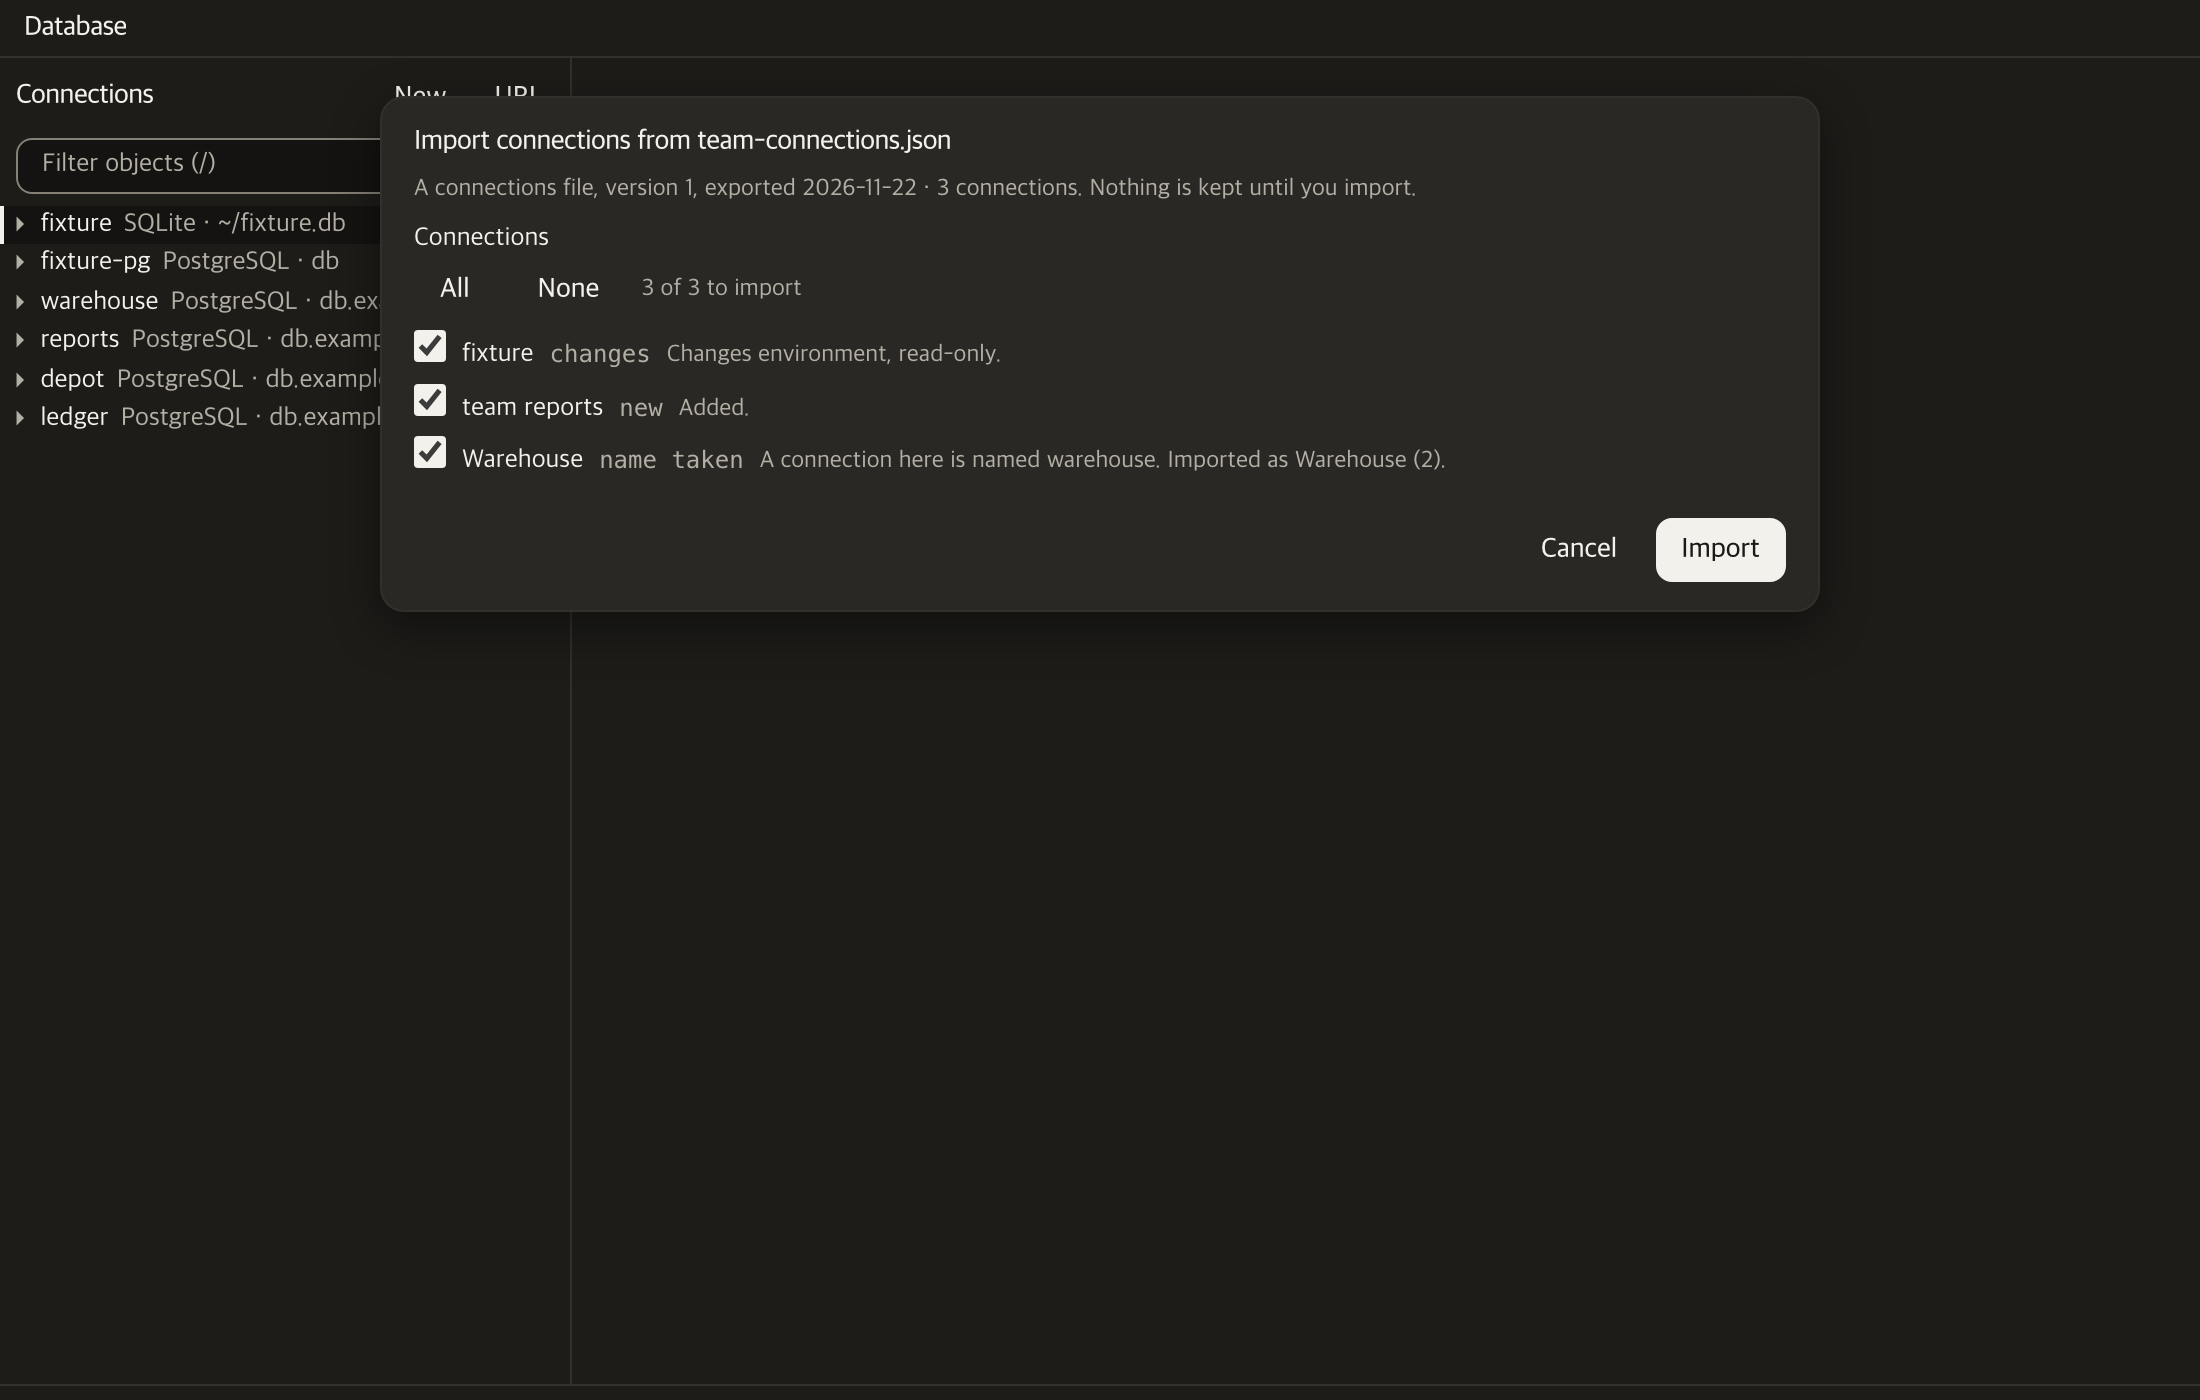 Database
Connections
Filter objects (/)
fixture SQLite · ~/fixture.db
fixture-pg PostgreSQL · db
warehouse PostgreSQL · db.ex
reports PostgreSQL · db.examp
depot PostgreSQL · db.exampl
ledger PostgreSQL · db.exampl
Import connections from team-connections.json
A connections file, version 1, exported 2026-11-22 · 3 connections. Nothing is kept until you import.
Connections
All None 3 of 3 to import
fixture changes Changes environment, read-only.
team reports new Added.
Warehouse name taken A connection here is named warehouse. Imported as Warehouse (2).
Cancel Import